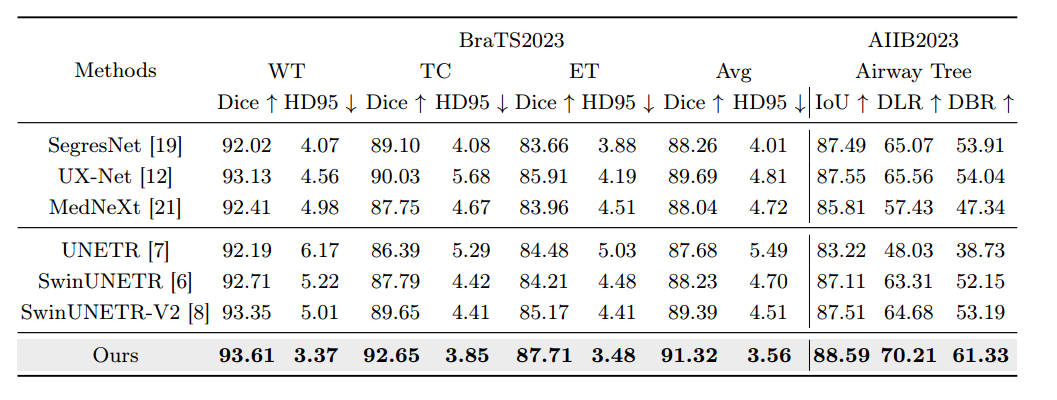 BraTS2023 AIIB2023
Methods WT TC ET Avg Airway Tree
Dice ↑ HD95 ↓ Dice ↑ HD95 ↓ Dice ↑ HD95 ↓ Dice ↑ HD95 ↓ IoU ↑ DLR ↑ DBR ↑
SegresNet [19] 92.02 4.07 89.10 4.08 83.66 3.88 88.26 4.01 87.49 65.07 53.91
UX-Net [12] 93.13 4.56 90.03 5.68 85.91 4.19 89.69 4.81 87.55 65.56 54.04
MedNeXt [21] 92.41 4.98 87.75 4.67 83.96 4.51 88.04 4.72 85.81 57.43 47.34
UNETR [7] 92.19 6.17 86.39 5.29 84.48 5.03 87.68 5.49 83.22 48.03 38.73
SwinUNETR [6] 92.71 5.22 87.79 4.42 84.21 4.48 88.23 4.70 87.11 63.31 52.15
SwinUNETR-V2 [8] 93.35 5.01 89.65 4.41 85.17 4.41 89.39 4.51 87.51 64.68 53.19
Ours 93.61 3.37 92.65 3.85 87.71 3.48 91.32 3.56 88.59 70.21 61.33